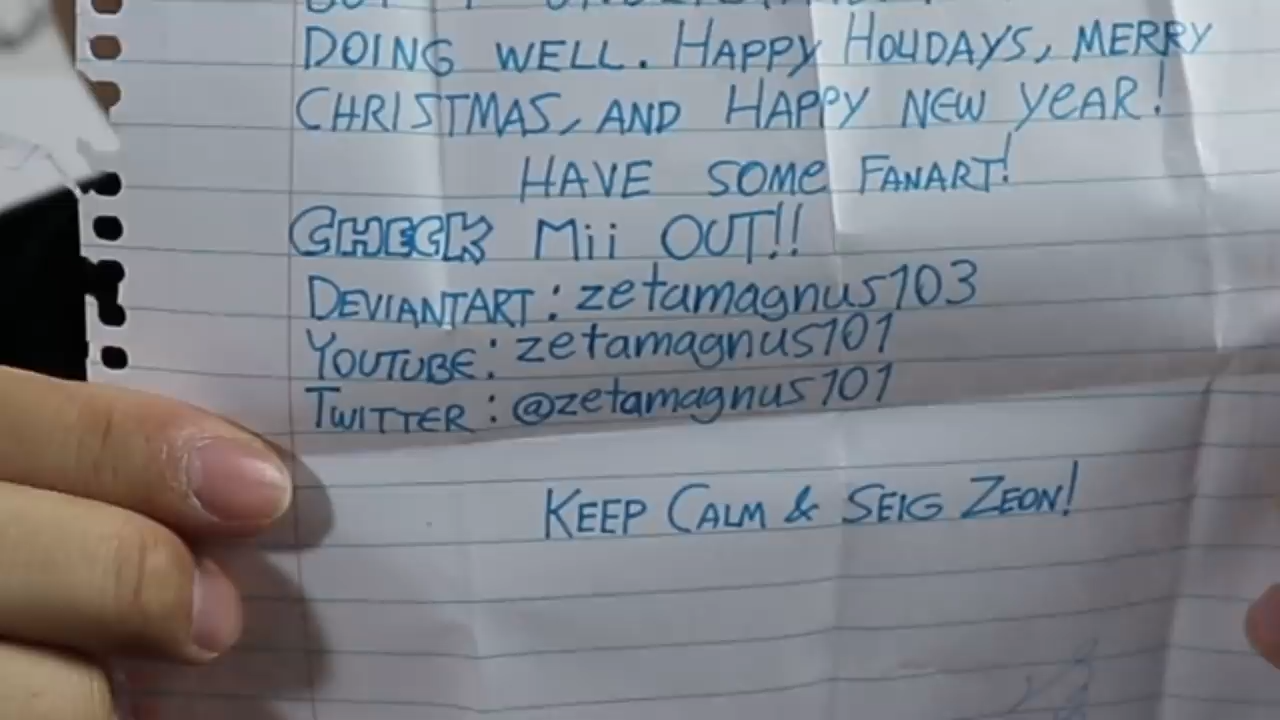 DOING WELL. HAPPY HOLIDAYS, MERRY
CHRISTMAS, AND HAPPY NEW YEAR!
HAVE SOME FANART!
CHECK Mii OUT!!
DEVIANTART: zetamagnus103
YOUTUBE: zetamagnus101
TWITTER: @zetamagnus101
KEEP CALM & SEIG ZEON!